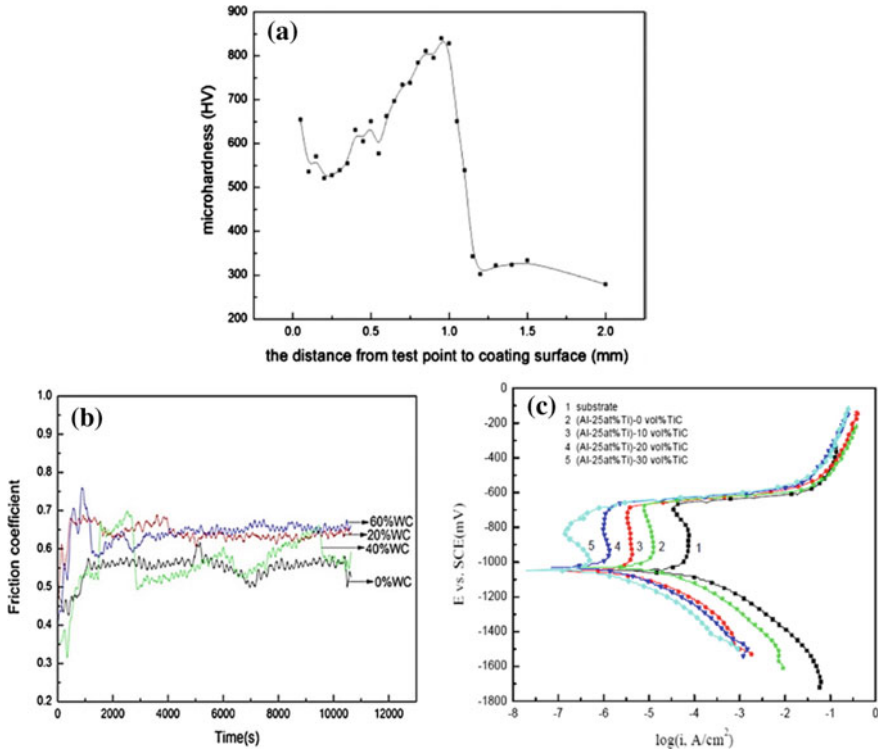 (a)
microhardness (HV)
900
800
700
600
500
400
300
200
0.0 0.5 1.0 1.5 2.0
the distance from test point to coating surface (mm)
(b)
Friction coefficient
1.0
0.9
0.8
0.7
0.6
0.5
0.4
0.3
0.2
60%WC
20%WC
40%WC
0%WC
0 2000 4000 6000 8000 10000 12000
Time(s)
(c)
E vs. SCE(mV)
0
-200
-400
-600
-800
-1000
-1200
-1400
-1600
-1800
1 substrate
2 (Al-25at%Ti)-0 vol%TiC
3 (Al-25at%Ti)-10 vol%TiC
4 (Al-25at%Ti)-20 vol%TiC
5 (Al-25at%Ti)-30 vol%TiC
5 4 3 2 1
-8 -7 -6 -5 -4 -3 -2 -1 0
log(i, A/cm2)